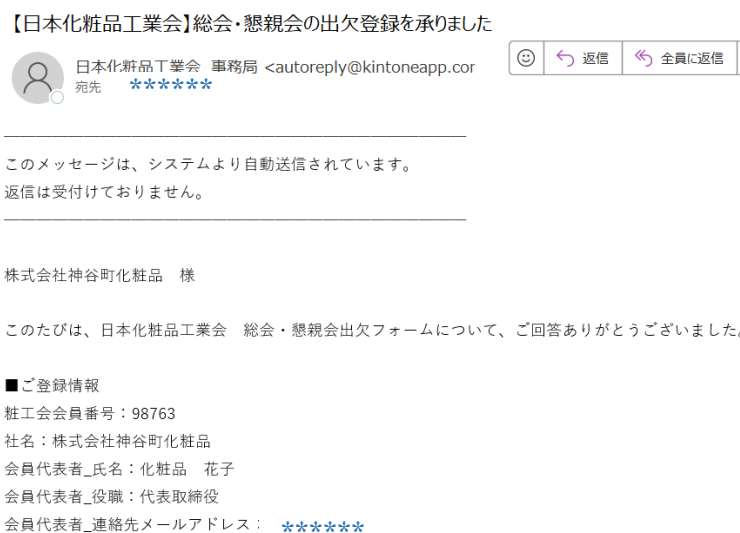 【日本化粧品工業会】総会・懇親会の出欠登録を承りました
日本化粧品工業会 事務局 <autoreply@kintoneapp.cor
返信
全員に返信
宛先 ******
このメッセージは、システムより自動送信されています。
返信は受付けておりません。
株式会社神谷町化粧品 様
このたびは、日本化粧品工業会 総会・懇親会出欠フォームについて、ご回答ありがとうございました。
■ご登録情報
粧工会会員番号：98763
社名：株式会社神谷町化粧品
会員代表者_氏名：化粧品 花子
会員代表者_役職：代表取締役
会員代表者_連絡先メールアドレス： ******